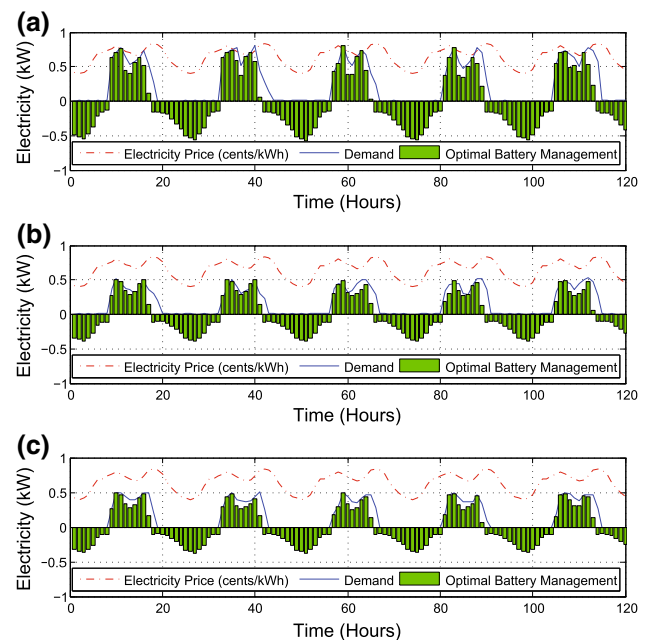 (a)
Electricity (kW)
1
0.5
0
−0.5
−1
Electricity Price (cents/kWh) Demand Optimal Battery Management
0 20 40 60 80 100 120
Time (Hours)
(b)
Electricity (kW)
1
0.5
0
−0.5
−1
Electricity Price (cents/kWh) Demand Optimal Battery Management
0 20 40 60 80 100 120
Time (Hours)
(c)
Electricity (kW)
1
0.5
0
−0.5
−1
Electricity Price (cents/kWh) Demand Optimal Battery Management
0 20 40 60 80 100 120
Time (Hours)